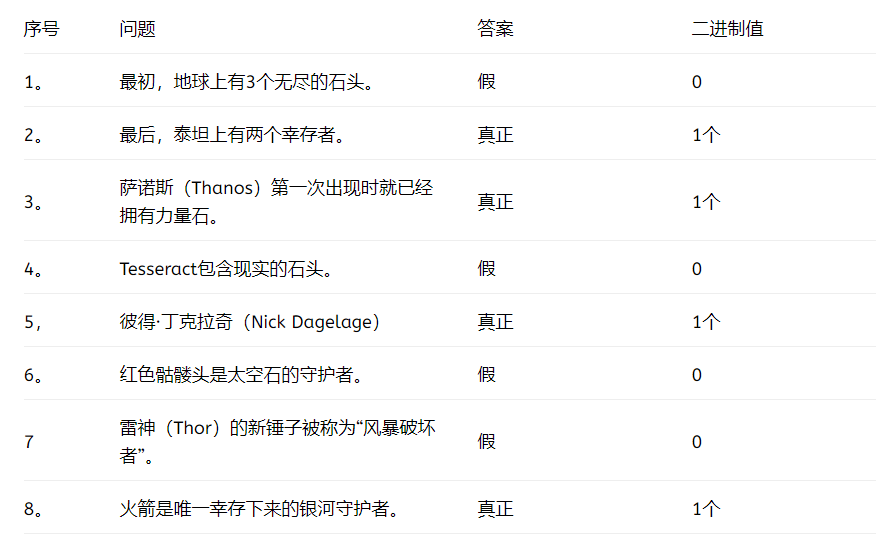 序号 问题 答案 二进制值
1。 最初，地球上有3个无尽的石头。 假 0
2。 最后，泰坦上有两个幸存者。 真正 1个
3。 萨诺斯（Thanos）第一次出现时就已经
拥有力量石。 真正 1个
4。 Tesseract包含现实的石头。 假 0
5， 彼得·丁克拉奇（Nick Dagelage） 真正 1个
6。 红色骷髅头是太空石的守护者。 假 0
7 雷神（Thor）的新锤子被称为“风暴破坏
者”。 假 0
8。 火箭是唯一幸存下来的银河守护者。 真正 1个